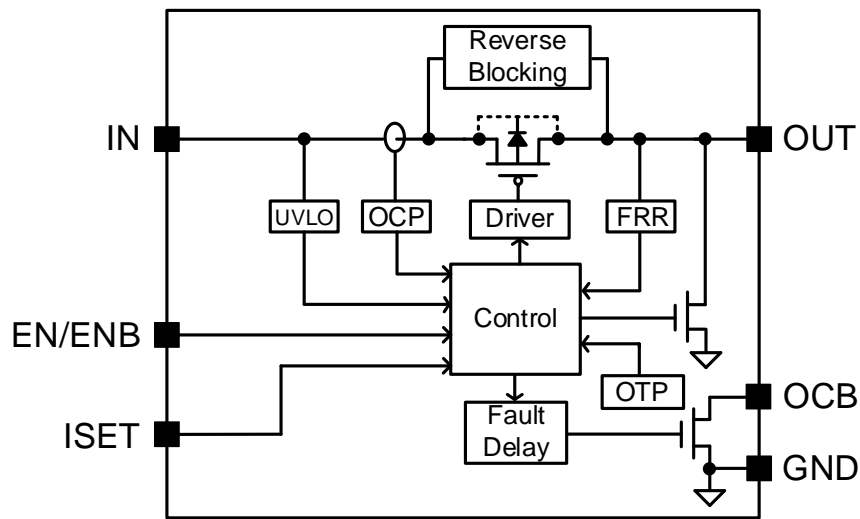 Reverse
Blocking
IN
OUT
UVLO
OCP
Driver
FRR
EN/ENB
Control
OTP
OCB
ISET
Fault
Delay
GND